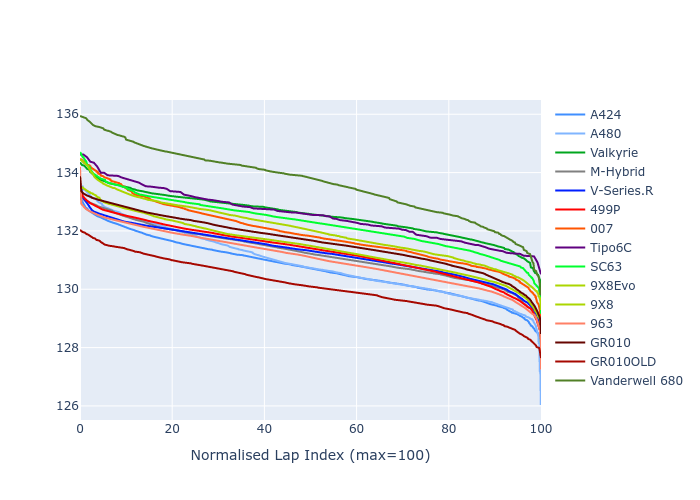 136
134
132
130
128
126
0
20
40
60
80
100
Normalised Lap Index (max=100)
A424
A480
Valkyrie
M-Hybrid
V-Series.R
499P
007
Tipo6C
SC63
9X8Evo
9X8
963
GR010
GR010OLD
Vanderwell 680